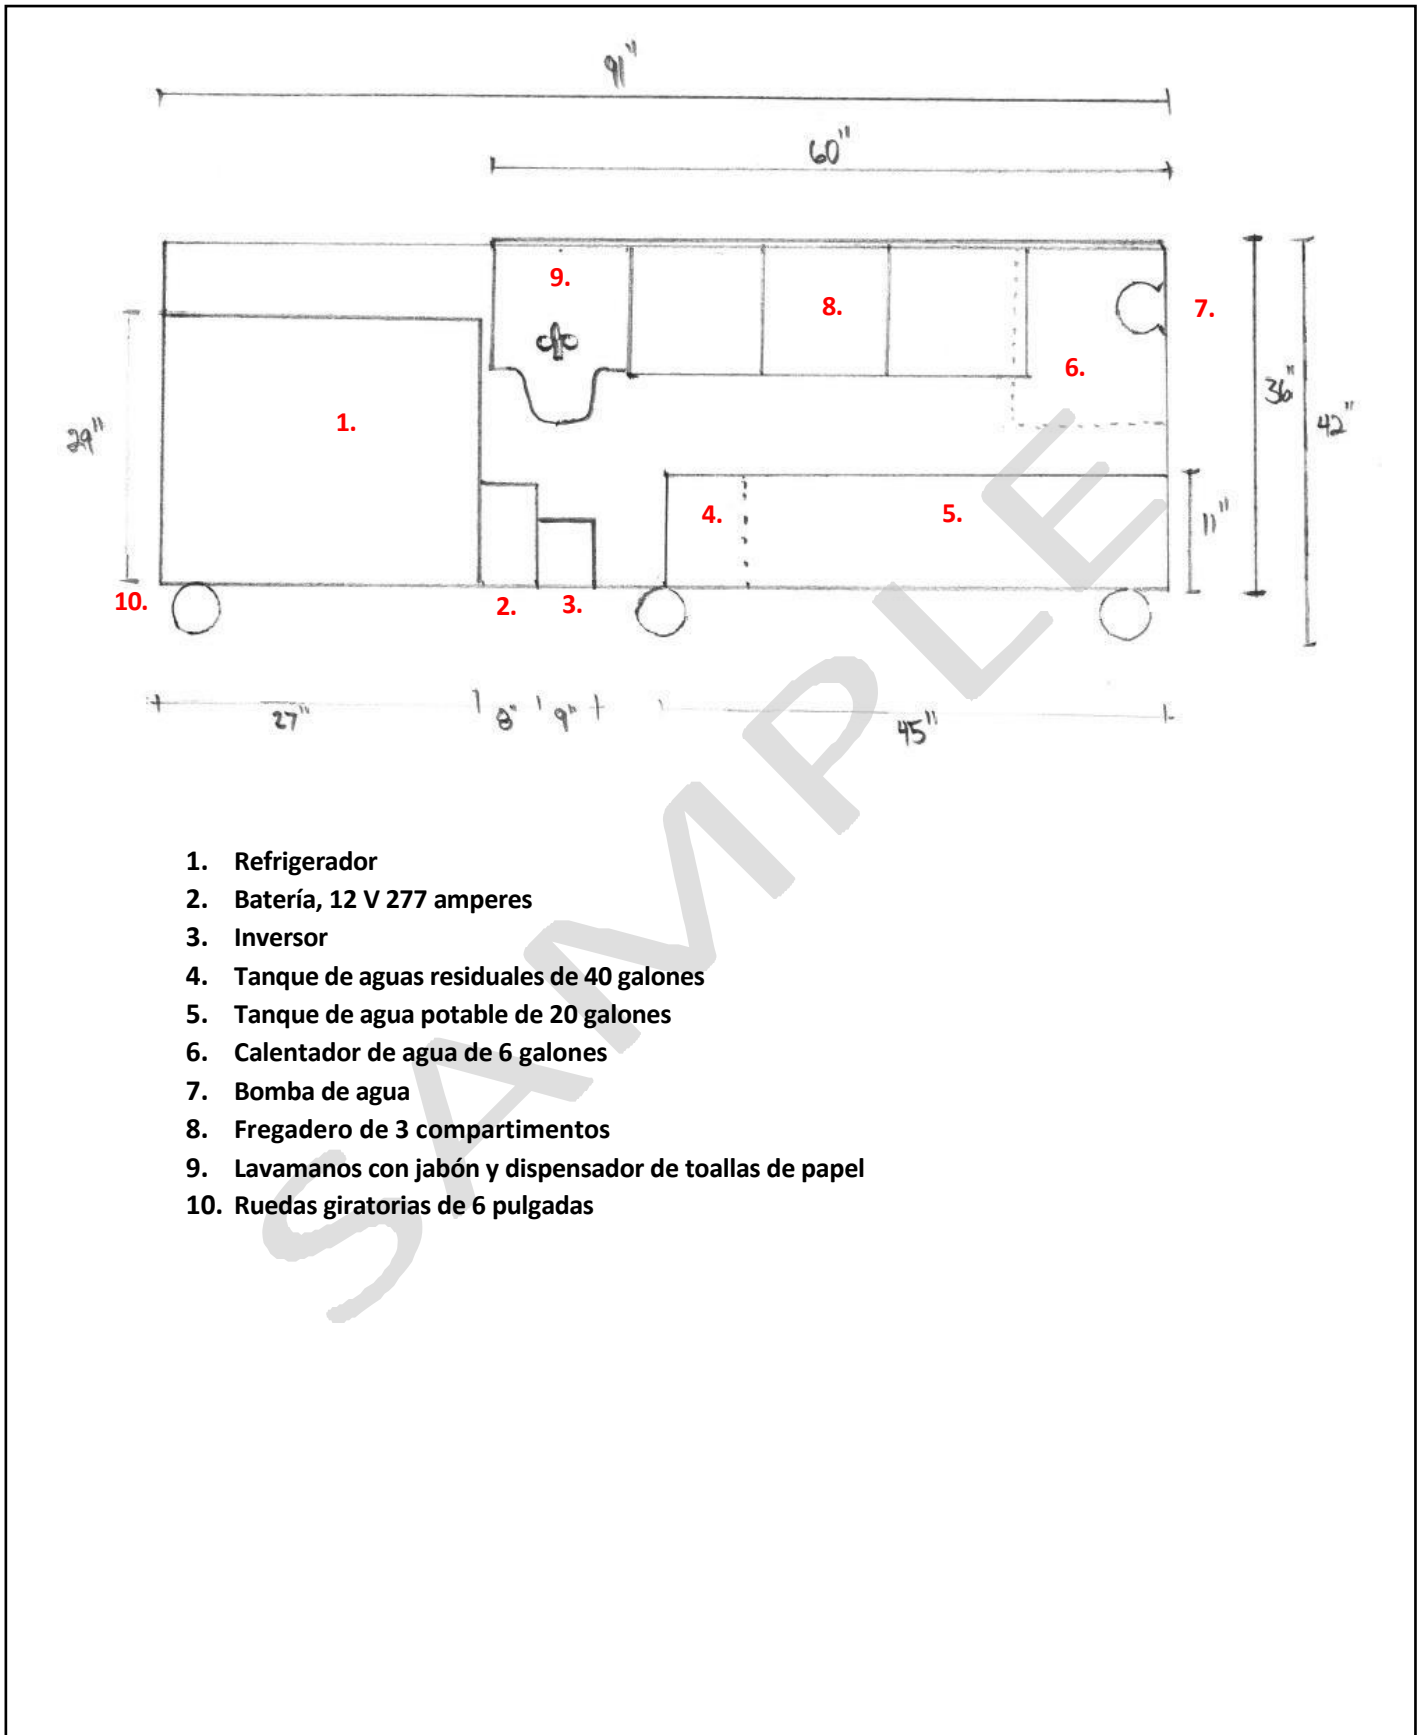 91"
60"
9.
8.
7.
6.
36"
42"
29"
1.
4.
5.
11"
10.
2.
3.
27"
8"
9"
45"
1. Refrigerador
2. Batería, 12 V 277 amperes
3. Inversor
4. Tanque de aguas residuales de 40 galones
5. Tanque de agua potable de 20 galones
6. Calentador de agua de 6 galones
7. Bomba de agua
8. Fregadero de 3 compartimentos
9. Lavamanos con jabón y dispensador de toallas de papel
10. Ruedas giratorias de 6 pulgadas
SAMPLE